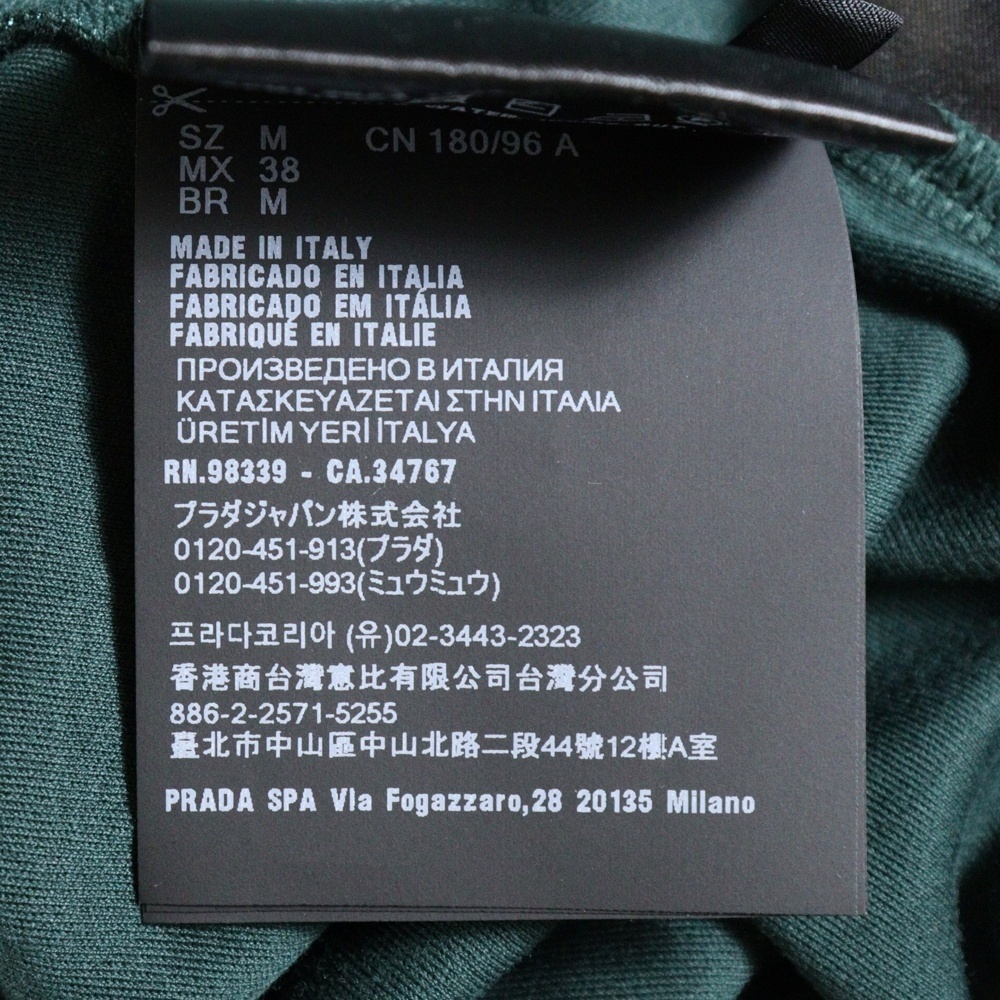 SZ M CN 180/96 A
MX 38
BR M
MADE IN ITALY
FABRICADO EN ITALIA
FABRICADO EM ITÁLIA
FABRIQUÉ EN ITALIE
ПРОИЗВЕДЕНО В ИТАЛИЯ
ΚΑΤΑΣΚΕΥΑΖΕΤΑΙ ΣΤΗΝ ΙΤΑΛΙΑ
ÜRETİM YERİ İTALYA
RN.98339 - CA.34767
プラダジャパン株式会社
0120-451-913(プラダ)
0120-451-993(ミュウミュウ)
프라다코리아 (유)02-3443-2323
香港商台灣意比有限公司台灣分公司
886-2-2571-5255
臺北市中山區中山北路二段44號12樓A室
PRADA SPA Via Fogazzaro,28 20135 Milano